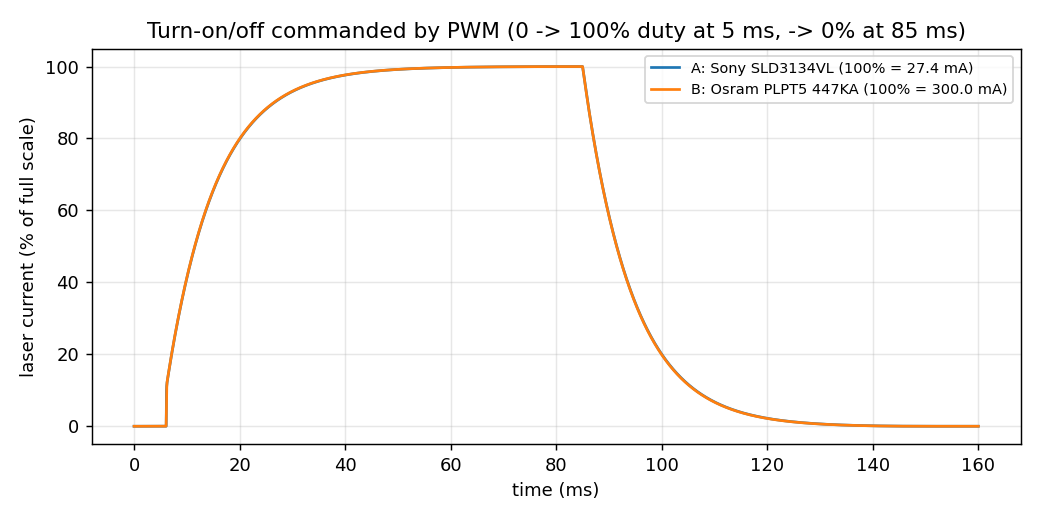 Turn-on/off commanded by PWM (0 -> 100% duty at 5 ms, -> 0% at 85 ms)
A: Sony SLD3134VL (100% = 27.4 mA)
B: Osram PLPT5 447KA (100% = 300.0 mA)
laser current (% of full scale)
100
80
60
40
20
0
0 20 40 60 80 100 120 140 160
time (ms)